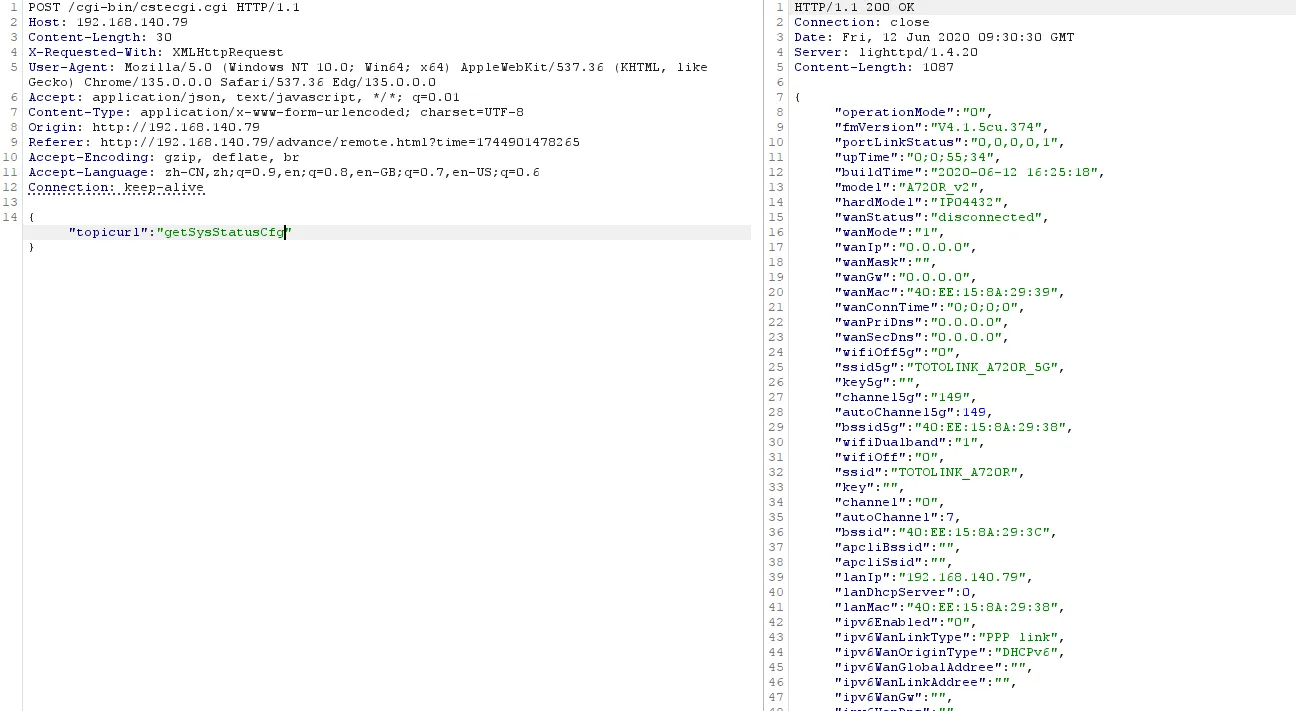 1 POST /cgi-bin/cstecgi.cgi HTTP/1.1
2 Host: 192.168.140.79
3 Content-Length: 30
4 X-Requested-With: XMLHttpRequest
5 User-Agent: Mozilla/5.0 (Windows NT 10.0; Win64; x64) AppleWebKit/537.36 (KHTML, like
Gecko) Chrome/135.0.0.0 Safari/537.36 Edg/135.0.0.0
6 Accept: application/json, text/javascript, */*; q=0.01
7 Content-Type: application/x-www-form-urlencoded; charset=UTF-8
8 Origin: http://192.168.140.79
9 Referer: http://192.168.140.79/advance/remote.html?time=1744901478265
10 Accept-Encoding: gzip, deflate, br
11 Accept-Language: zh-CN,zh;q=0.9,en;q=0.8,en-GB;q=0.7,en-US;q=0.6
12 Connection: keep-alive
13
14 {
"topicurl":"getSysStatusCfg"
}
1 HTTP/1.1 200 OK
2 Connection: close
3 Date: Fri, 12 Jun 2020 09:30:30 GMT
4 Server: lighttpd/1.4.20
5 Content-Length: 1087
6
7 {
8 "operationMode":"0",
9 "fmVersion":"V4.1.5cu.374",
10 "portLinkStatus":"0,0,0,0,1",
11 "upTime":"0;0;55;34",
12 "buildTime":"2020-06-12 16:25:18",
13 "model":"A720R_v2",
14 "hardModel":"IP04432",
15 "wanStatus":"disconnected",
16 "wanMode":"1",
17 "wanIp":"0.0.0.0",
18 "wanMask":"",
19 "wanGw":"0.0.0.0",
20 "wanMac":"40:EE:15:8A:29:39",
21 "wanConnTime":"0;0;0;0",
22 "wanPriDns":"0.0.0.0",
23 "wanSecDns":"0.0.0.0",
24 "wifiOff5g":"0",
25 "ssid5g":"TOTOLINK_A720R_5G",
26 "key5g":"",
27 "channel5g":"149",
28 "autoChannel5g":149,
29 "bssid5g":"40:EE:15:8A:29:38",
30 "wifiDualband":"1",
31 "wifiOff":"0",
32 "ssid":"TOTOLINK_A720R",
33 "key":"",
34 "channel":"0",
35 "autoChannel":7,
36 "bssid":"40:EE:15:8A:29:3C",
37 "apcliBssid":"",
38 "apcliSsid":"",
39 "lanIp":"192.168.140.79",
40 "lanDhcpServer":0,
41 "lanMac":"40:EE:15:8A:29:38",
42 "ipv6Enabled":"0",
43 "ipv6WanLinkType":"PPP link",
44 "ipv6WanOriginType":"DHCPv6",
45 "ipv6WanGlobalAddree":"",
46 "ipv6WanLinkAddree":"",
47 "ipv6WanGw":"",